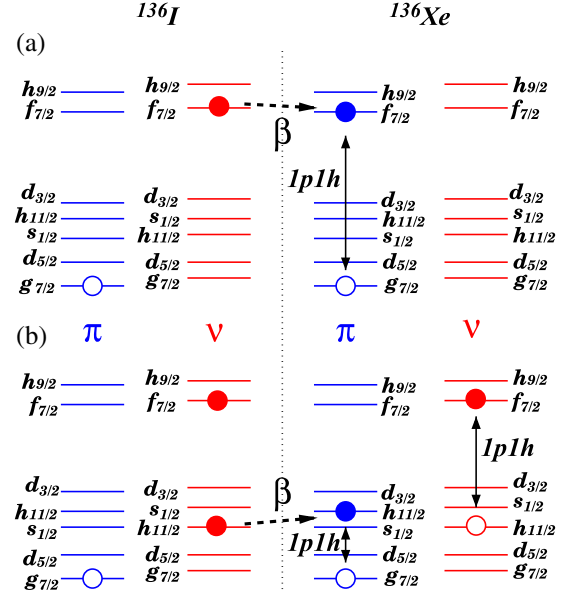 136I 136Xe
(a)
h9/2 h9/2 h9/2 h9/2
f7/2 f7/2 f7/2 f7/2
β
1p1h
d3/2 d3/2 d3/2 d3/2
h11/2 s1/2 h11/2 s1/2
s1/2 h11/2 s1/2 h11/2
d5/2 d5/2 d5/2 d5/2
g7/2 g7/2 g7/2 g7/2
(b) π ν π ν
h9/2 h9/2 h9/2 h9/2
f7/2 f7/2 f7/2 f7/2
1p1h
d3/2 d3/2 d3/2 d3/2
β
h11/2 s1/2 h11/2 s1/2
s1/2 h11/2 s1/2 h11/2
1p1h
d5/2 d5/2 d5/2 d5/2
g7/2 g7/2 g7/2 g7/2